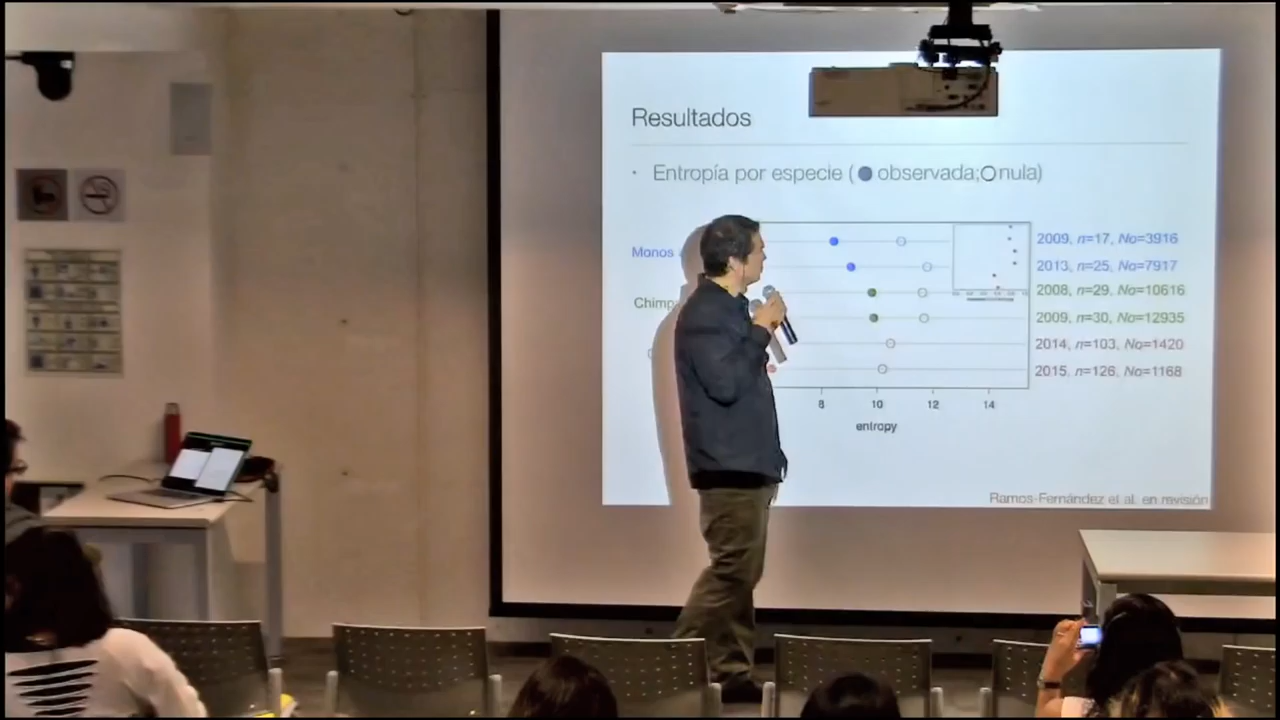 Resultados
• Entropía por especie ( observada; nula)
Monos
Chimp
2009, n=17, No=3916
2013, n=25, No=7917
2008, n=29, No=10616
2009, n=30, No=12935
2014, n=103, No=1420
2015, n=126, No=1168
8 10 12 14
entropy
Ramos-Fernández et al. en revisión